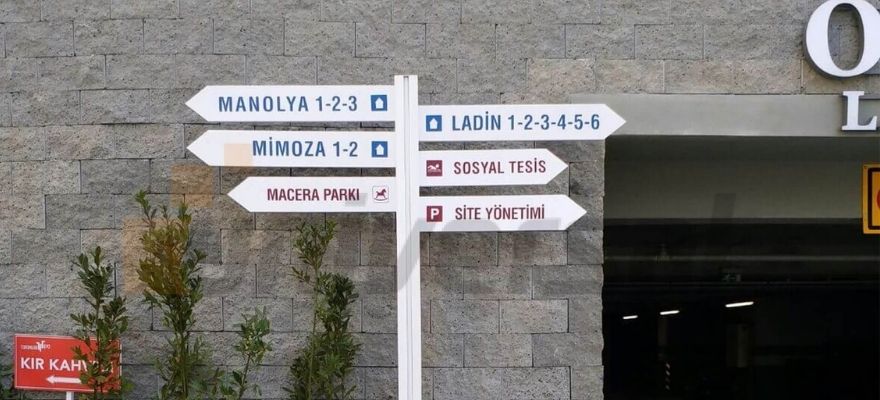 MANOLYA 1-2-3
MİMOZA 1-2
MACERA PARKI
LADİN 1-2-3-4-5-6
SOSYAL TESİS
P SİTE YÖNETİMİ
O
L
KIR